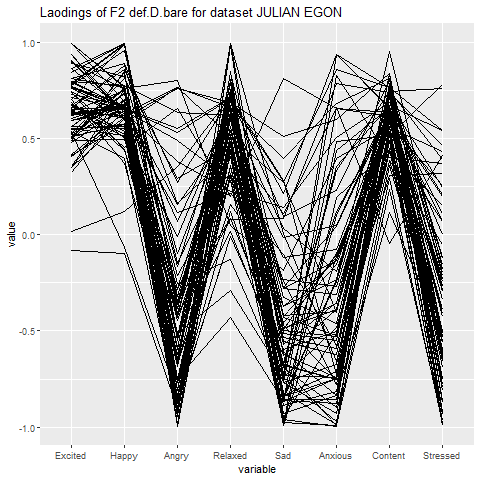 Laodings of F2 def.D.bare for dataset JULIAN EGON
1.0
0.5
0.0
-0.5
-1.0
value
Excited Happy Angry Relaxed Sad Anxious Content Stressed
variable